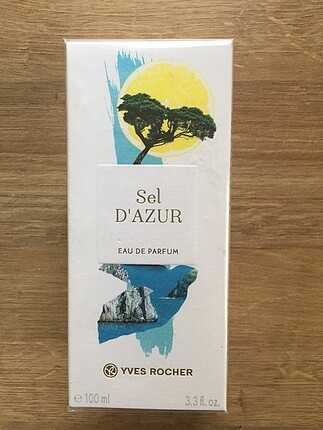 Sel
D'AZUR
EAU DE PARFUM
YVES ROCHER
℮ 100 ml 3.3 fl. oz.